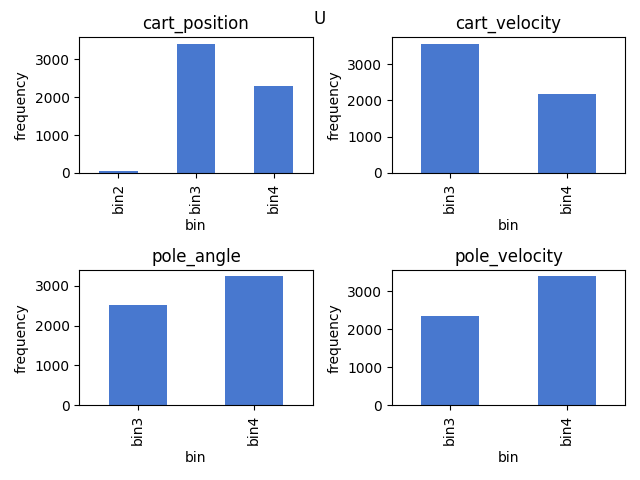 U
cart_position
frequency
3000
2000
1000
0
bin2
bin3
bin4
bin
cart_velocity
frequency
3000
2000
1000
0
bin3
bin4
bin
pole_angle
frequency
3000
2000
1000
0
bin3
bin4
bin
pole_velocity
frequency
3000
2000
1000
0
bin3
bin4
bin